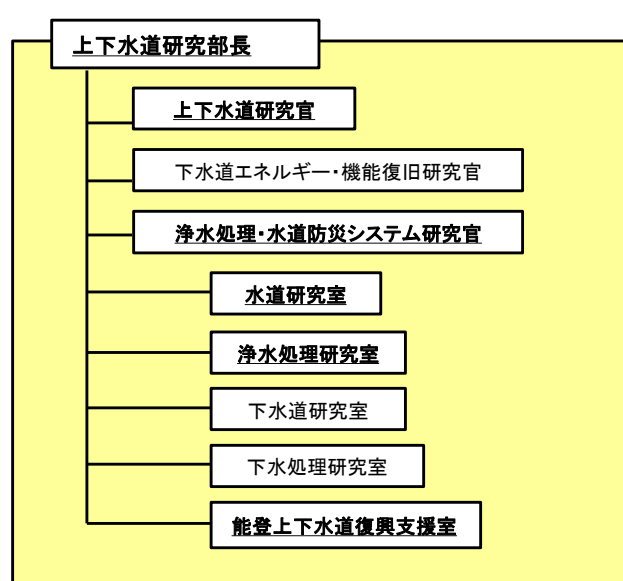 上下水道研究部長
上下水道研究官
下水道エネルギー・機能復旧研究官
浄水処理・水道防災システム研究官
水道研究室
浄水処理研究室
下水道研究室
下水処理研究室
能登上下水道復興支援室